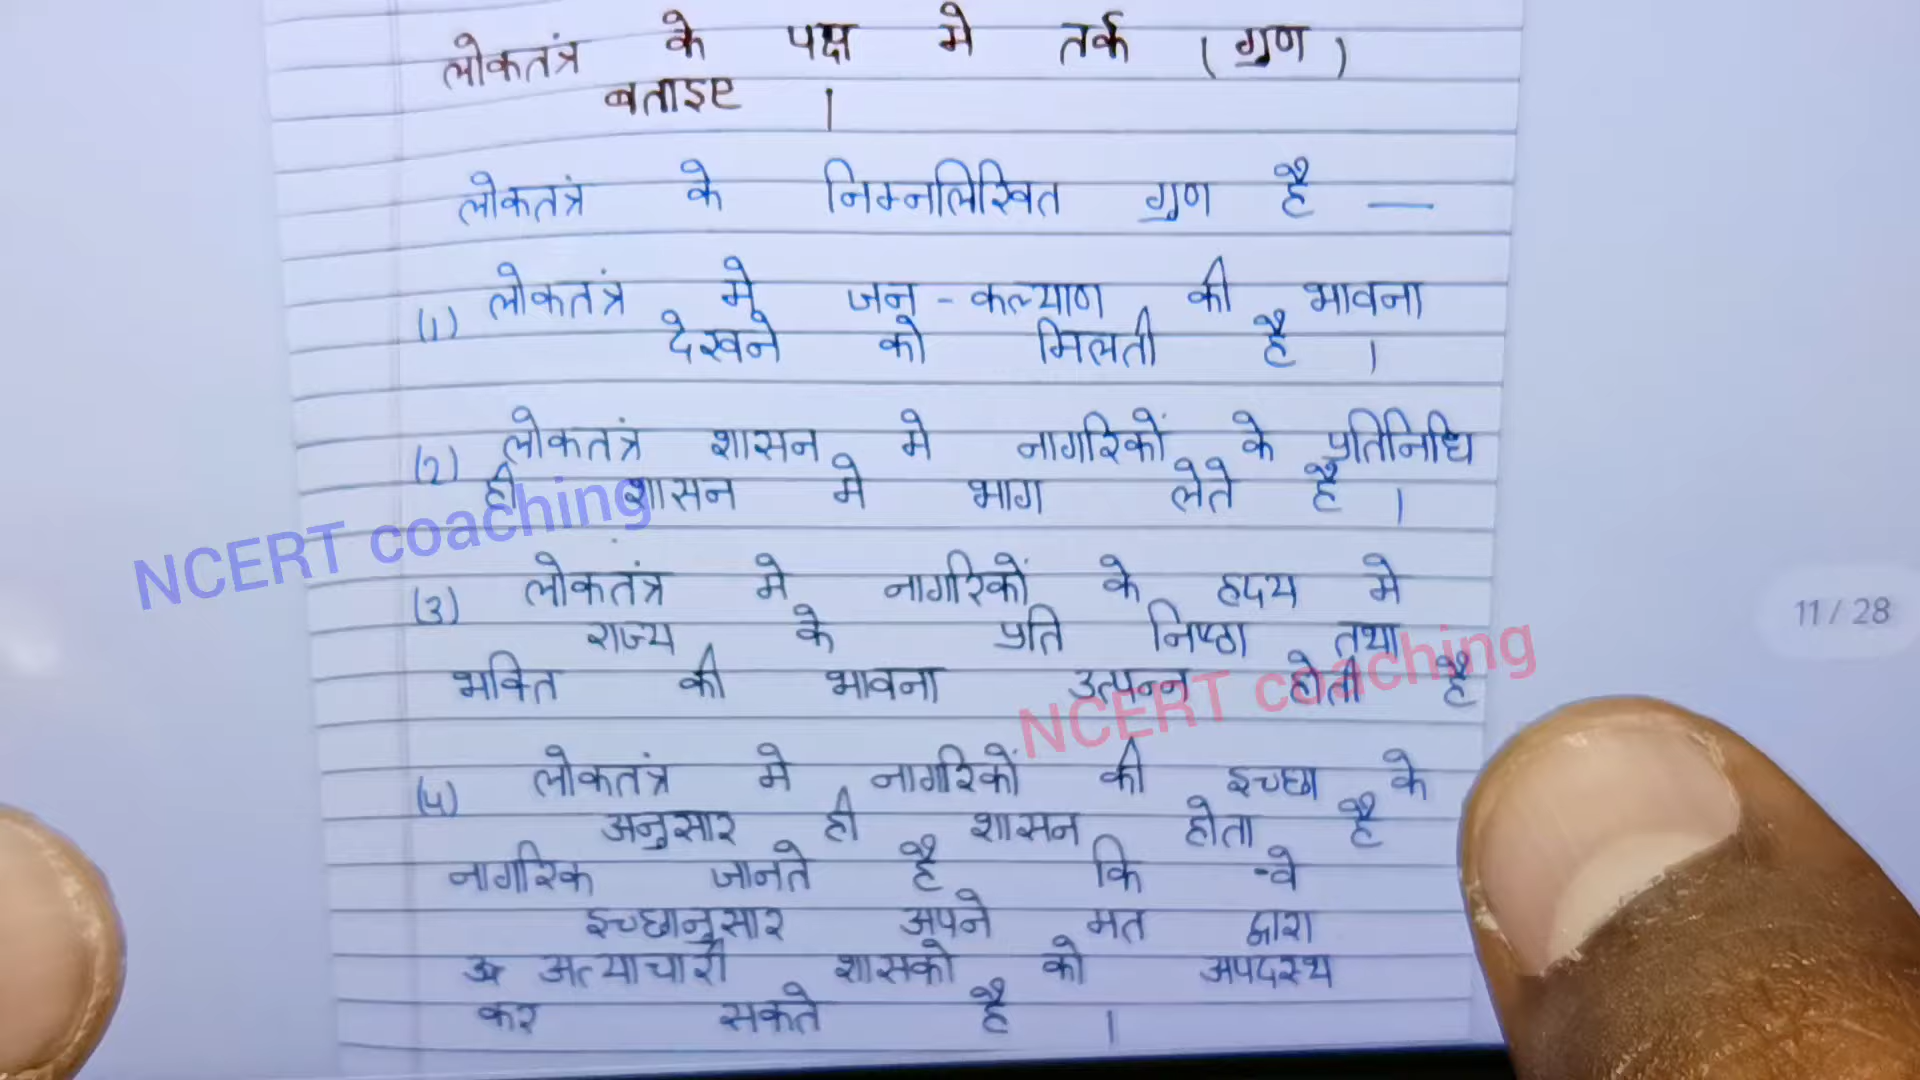 लोकतंत्र के पक्ष मे तर्क ( गुण )
बताइए ।
लोकतंत्र के निम्नलिखित गुण है —
(1) लोकतंत्र मे जन - कल्याण की भावना
देखने को मिलती है ।
(2) लोकतंत्र शासन मे नागरिकों के प्रतिनिधि
ही शासन मे भाग लेते है ।
NCERT coaching
(3) लोकतंत्र मे नागरिकों के हृदय मे
राज्य के प्रति निष्ठा तथा
भक्ति की भावना उत्पन्न होती है
NCERT coaching
11 / 28
(4) लोकतंत्र मे नागरिकों की इच्छा के
अनुसार ही शासन होता है
नागरिक जानते है कि वे
इच्छानुसार अपने मत द्वारा
अत्याचारी शासको को अपदस्थ
कर सकते है ।